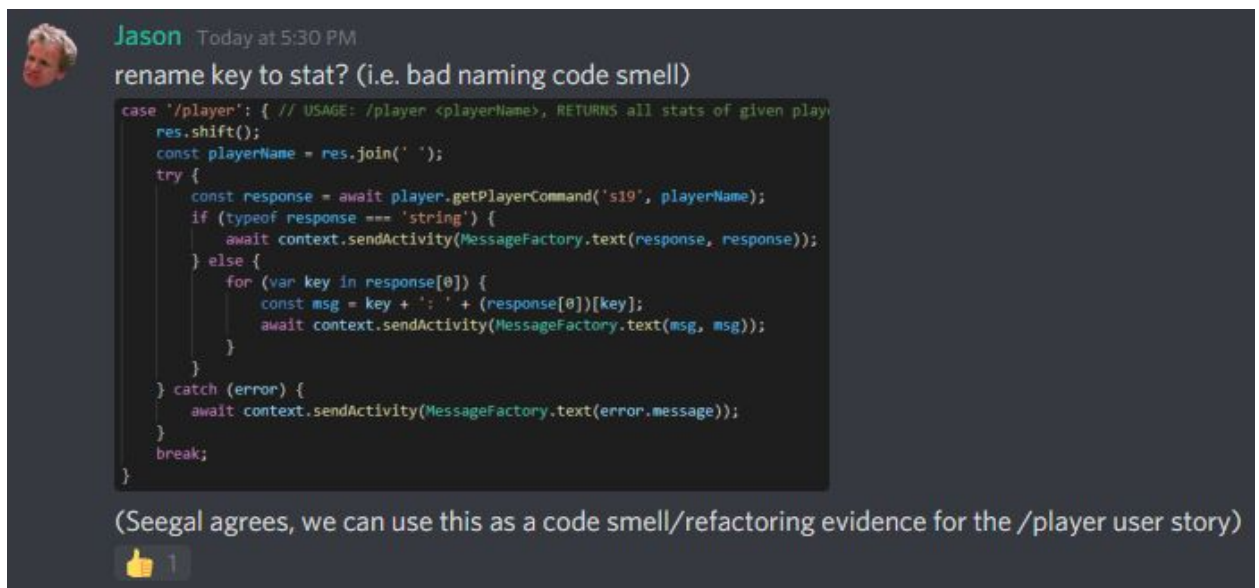 Jason Today at 5:30 PM
rename key to stat? (i.e. bad naming code smell)
case '/player': { // USAGE: /player <playerName>, RETURNS all stats of given play
res.shift();
const playerName = res.join(' ');
try {
const response = await player.getPlayerCommand('s19', playerName);
if (typeof response === 'string') {
await context.sendActivity(MessageFactory.text(response, response));
} else {
for (var key in response[0]) {
const msg = key + ': ' + (response[0])[key];
await context.sendActivity(MessageFactory.text(msg, msg));
}
}
} catch (error) {
await context.sendActivity(MessageFactory.text(error.message));
}
break;
}
(Seegal agrees, we can use this as a code smell/refactoring evidence for the /player user story)
👍 1